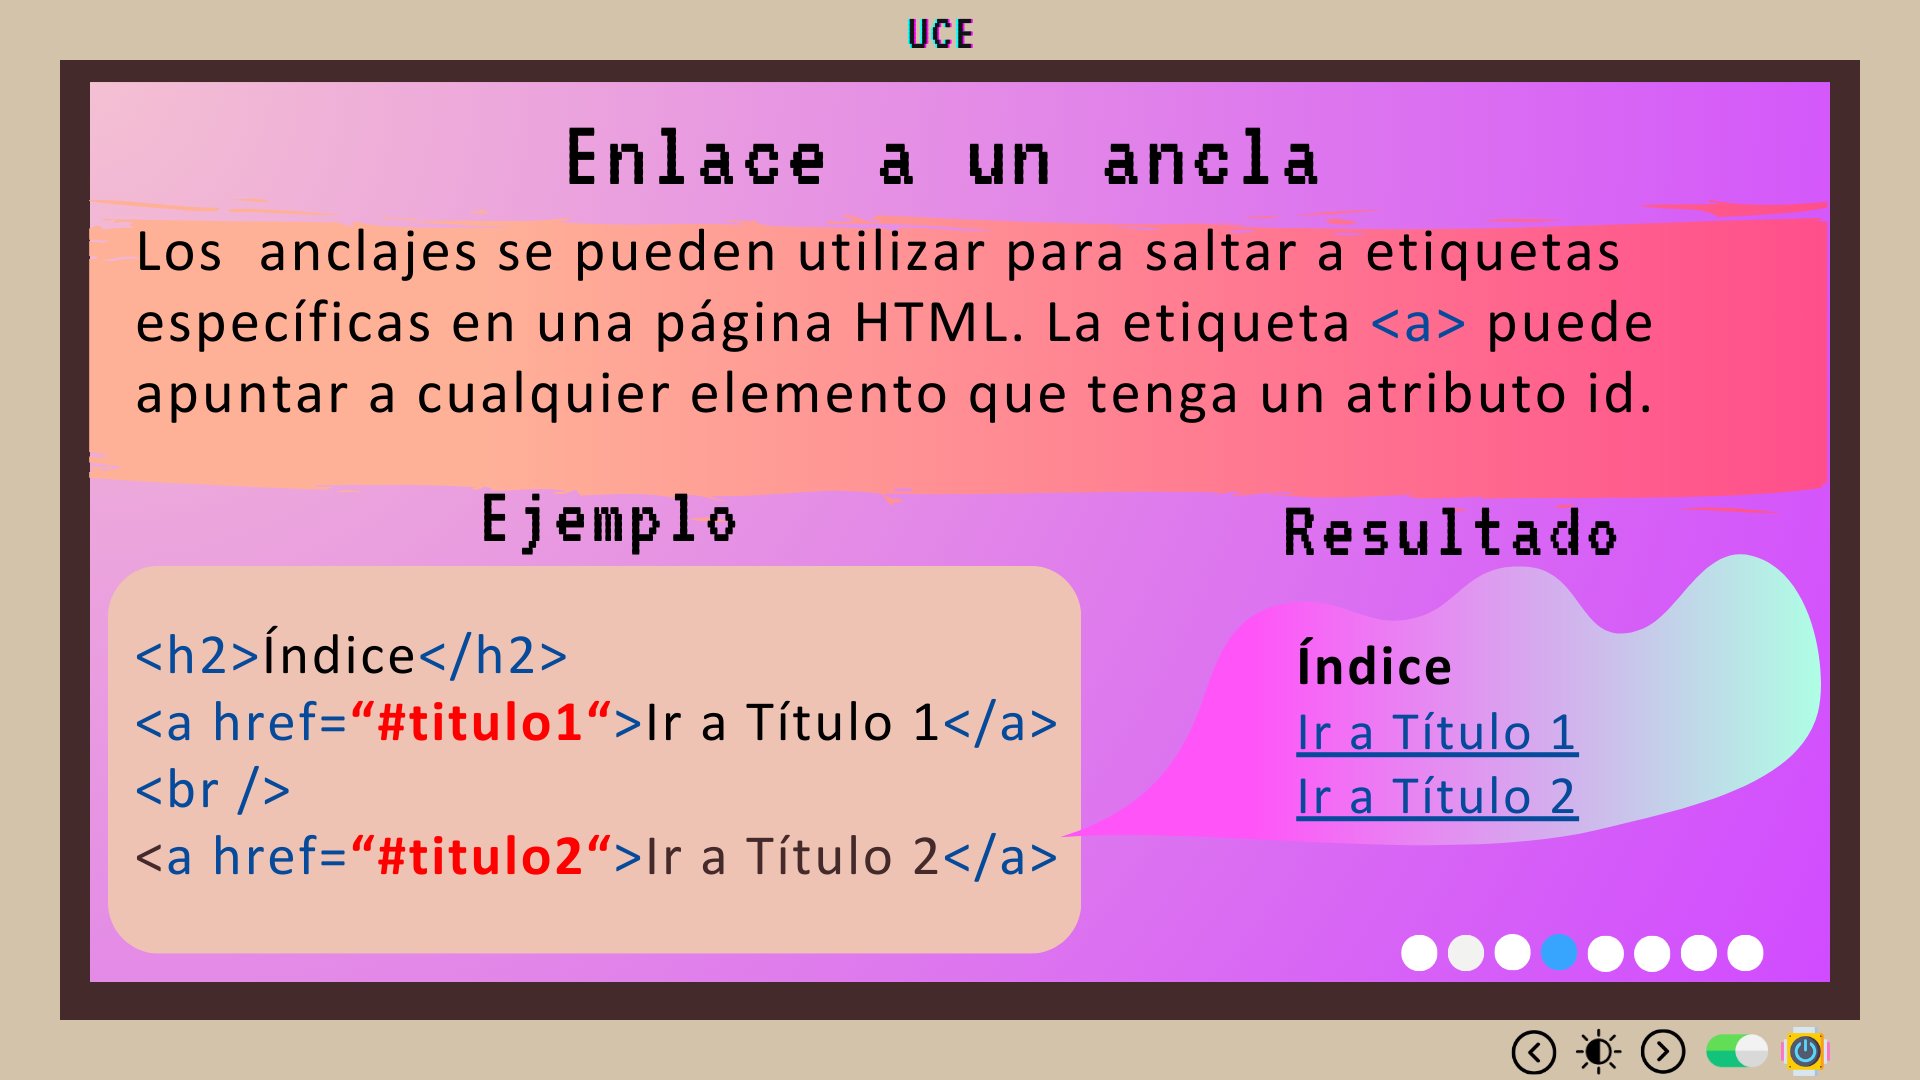 UCE
Enlace a un ancla
Los  anclajes se pueden utilizar para saltar a etiquetas
específicas en una página HTML. La etiqueta <a> puede
apuntar a cualquier elemento que tenga un atributo id.
Ejemplo
<h2>Índice</h2>
<a href=“#titulo1“>Ir a Título 1</a>
<br />
<a href=“#titulo2“>Ir a Título 2</a>
Resultado
Índice
Ir a Título 1
Ir a Título 2